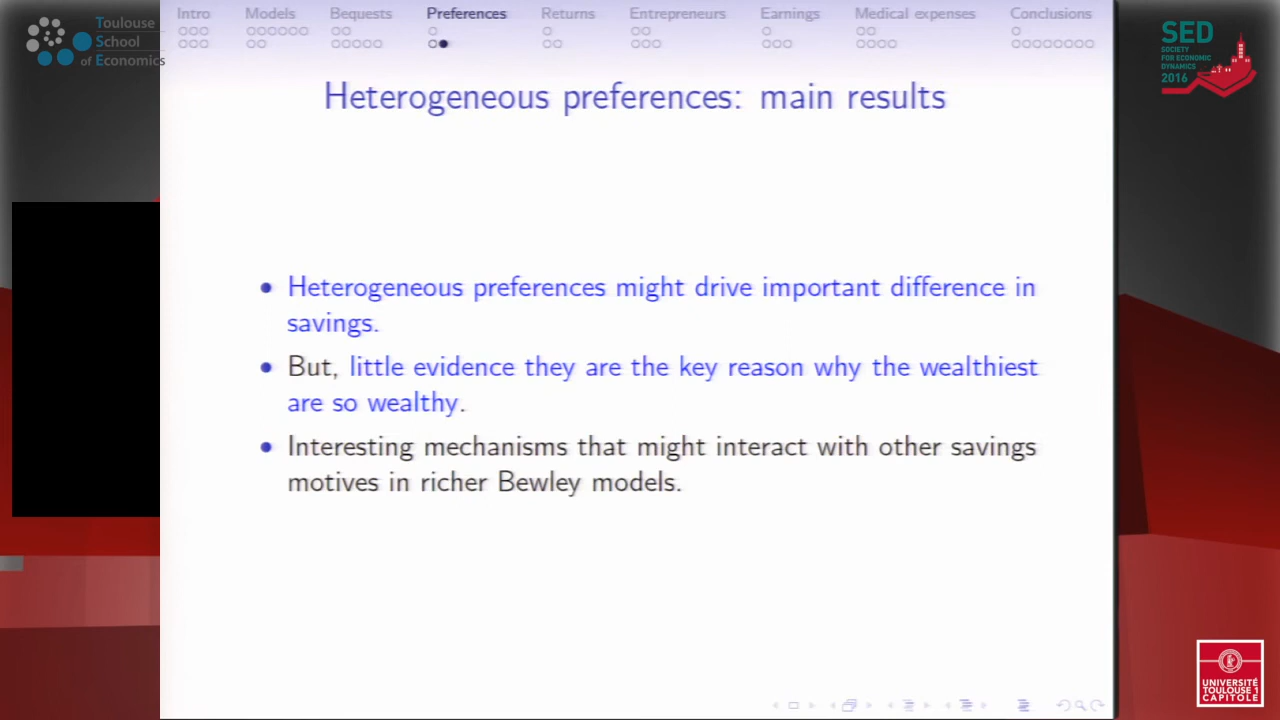 Toulouse
School
of Economics
Intro Models Bequests Preferences Returns Entrepreneurs Earnings Medical expenses Conclusions
SED
SOCIETY
FOR ECONOMIC
DYNAMICS
2016
Heterogeneous preferences: main results
Heterogeneous preferences might drive important difference in
savings.
But, little evidence they are the key reason why the wealthiest
are so wealthy.
Interesting mechanisms that might interact with other savings
motives in richer Bewley models.
UNIVERSITÉ
TOULOUSE 1
CAPITOLE